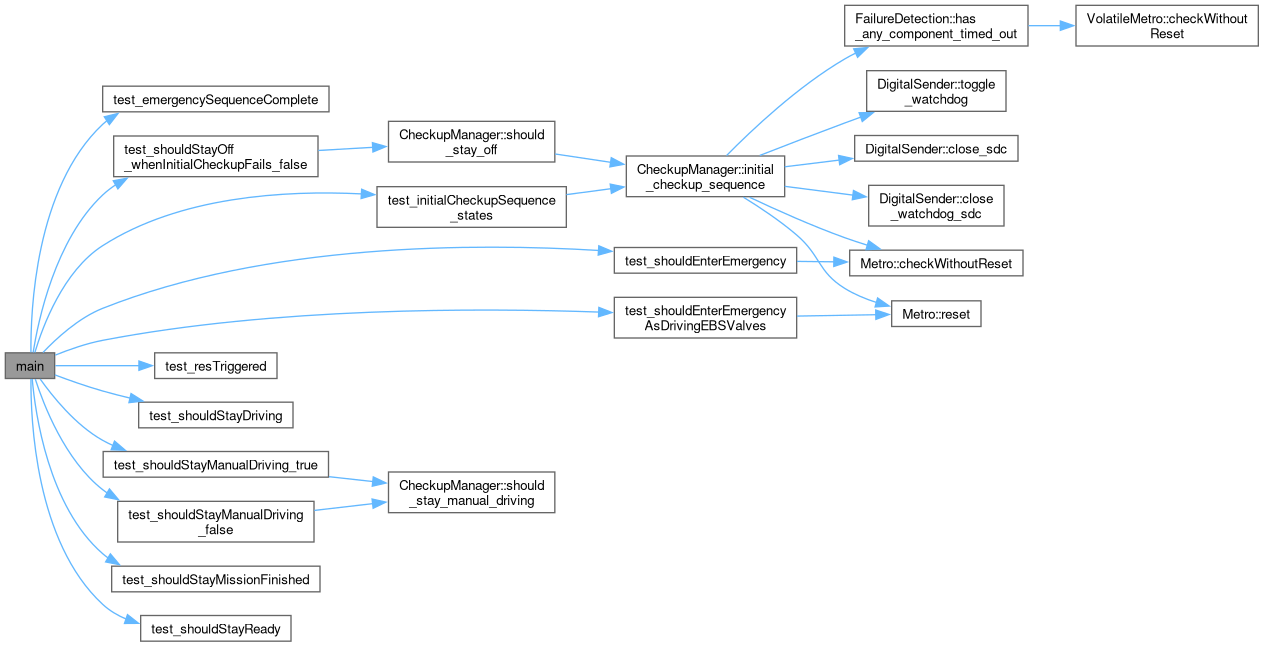 FailureDetection::has
_any_component_timed_out
VolatileMetro::checkWithout
Reset
DigitalSender::toggle
_watchdog
test_emergencySequenceComplete
CheckupManager::should
_stay_off
test_shouldStayOff
_whenInitialCheckupFails_false
DigitalSender::close_sdc
CheckupManager::initial
_checkup_sequence
test_initialCheckupSequence
_states
DigitalSender::close
_watchdog_sdc
test_shouldEnterEmergency
Metro::checkWithoutReset
test_shouldEnterEmergency
AsDrivingEBSValves
Metro::reset
main
test_resTriggered
test_shouldStayDriving
test_shouldStayManualDriving_true
CheckupManager::should
_stay_manual_driving
test_shouldStayManualDriving
_false
test_shouldStayMissionFinished
test_shouldStayReady